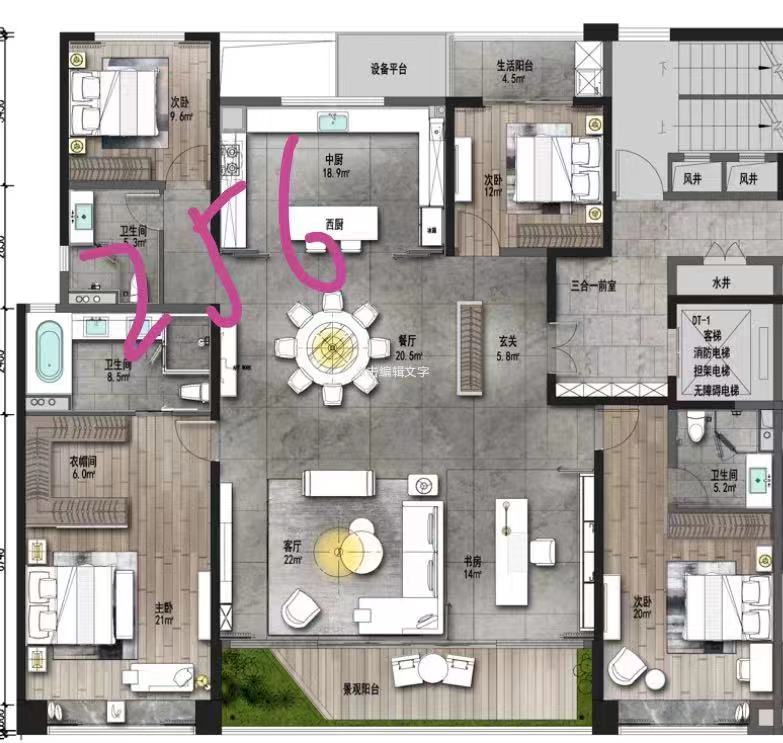 设备平台
生活阳台
4.5㎡
次卧
9.6㎡
中厨
18.9㎡
西厨
冰箱
次卧
12㎡
风井
风井
卫生间
5.3㎡
256
三合一前室
水井
餐厅
20.5㎡
玄关
5.8㎡
DT-1
客梯
消防电梯
担架电梯
无障碍电梯
击编辑文字
卫生间
8.5㎡
衣帽间
6.0㎡
卫生间
5.2㎡
客厅
22㎡
书房
14㎡
主卧
21㎡
次卧
20㎡
景观阳台
上
2400